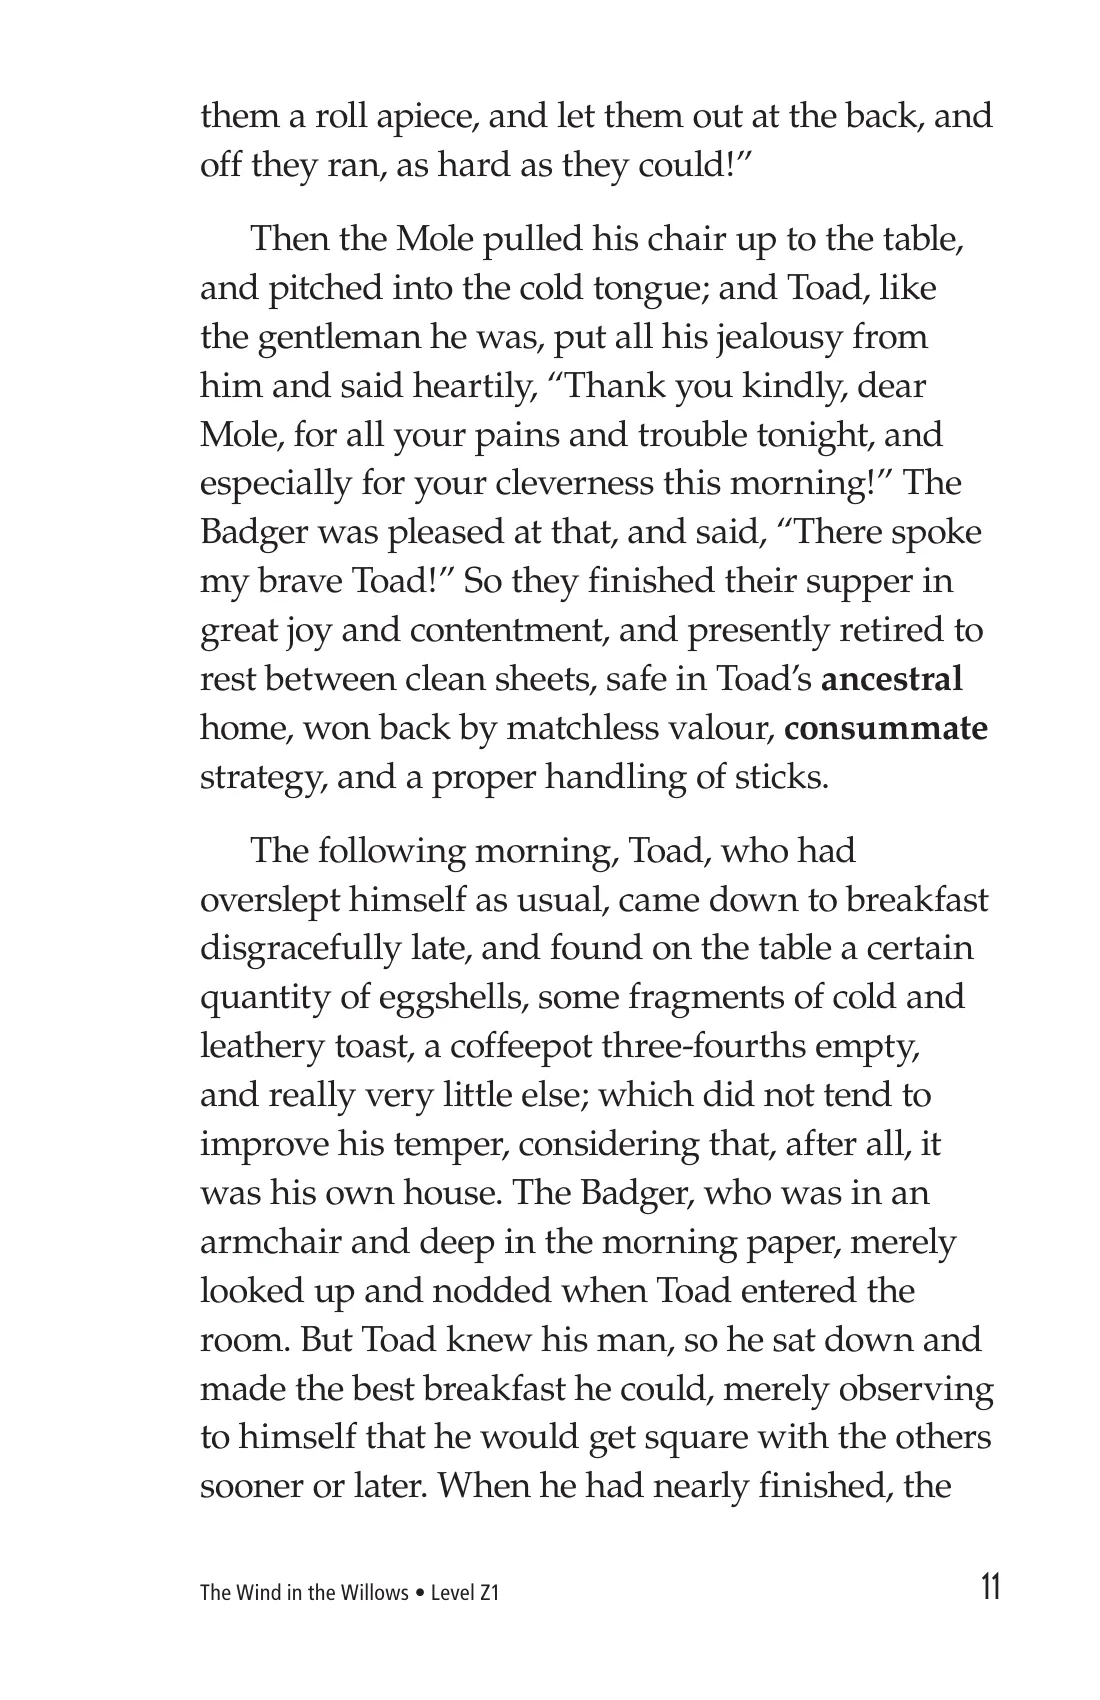 them a roll apiece, and let them out at the back, and
off they ran, as hard as they could!”
Then the Mole pulled his chair up to the table,
and pitched into the cold tongue; and Toad, like
the gentleman he was, put all his jealousy from
him and said heartily, “Thank you kindly, dear
Mole, for all your pains and trouble tonight, and
especially for your cleverness this morning!” The
Badger was pleased at that, and said, “There spoke
my brave Toad!” So they finished their supper in
great joy and contentment, and presently retired to
rest between clean sheets, safe in Toad’s ancestral
home, won back by matchless valour, consummate
strategy, and a proper handling of sticks.
The following morning, Toad, who had
overslept himself as usual, came down to breakfast
disgracefully late, and found on the table a certain
quantity of eggshells, some fragments of cold and
leathery toast, a coffeepot three-fourths empty,
and really very little else; which did not tend to
improve his temper, considering that, after all, it
was his own house. The Badger, who was in an
armchair and deep in the morning paper, merely
looked up and nodded when Toad entered the
room. But Toad knew his man, so he sat down and
made the best breakfast he could, merely observing
to himself that he would get square with the others
sooner or later. When he had nearly finished, the
The Wind in the Willows • Level Z1
11